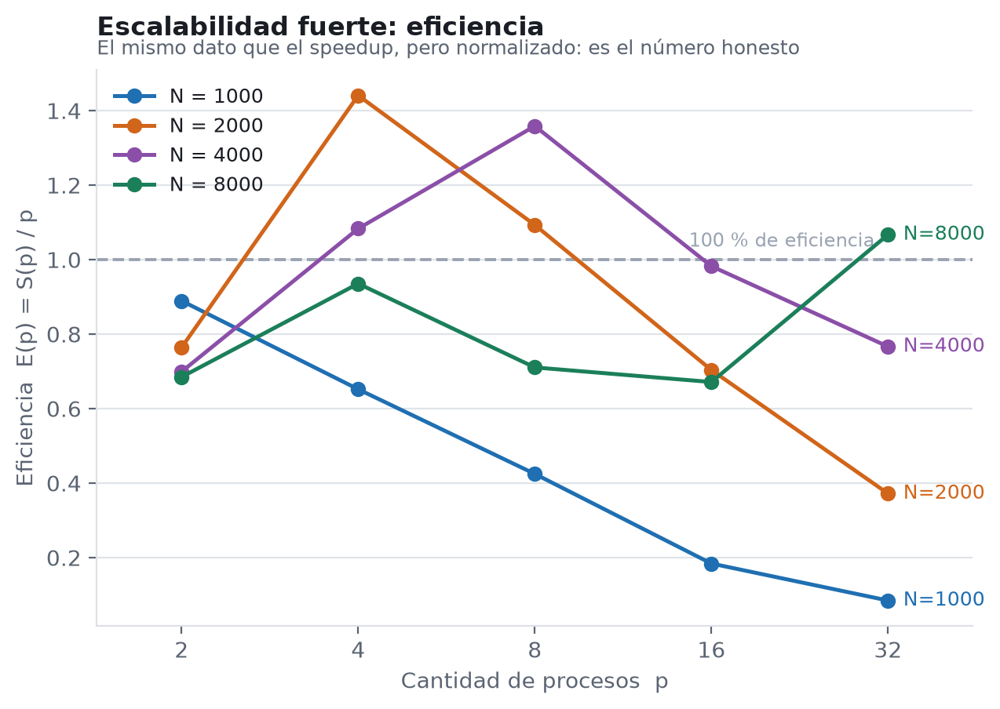 Escalabilidad fuerte: eficiencia
El mismo dato que el speedup, pero normalizado: es el número honesto
N = 1000
N = 2000
N = 4000
N = 8000
1.4
1.2
1.0
0.8
0.6
0.4
0.2
Eficiencia E(p) = S(p) / p
100 % de eficiencia
N=8000
N=4000
N=2000
N=1000
2 4 8 16 32
Cantidad de procesos p